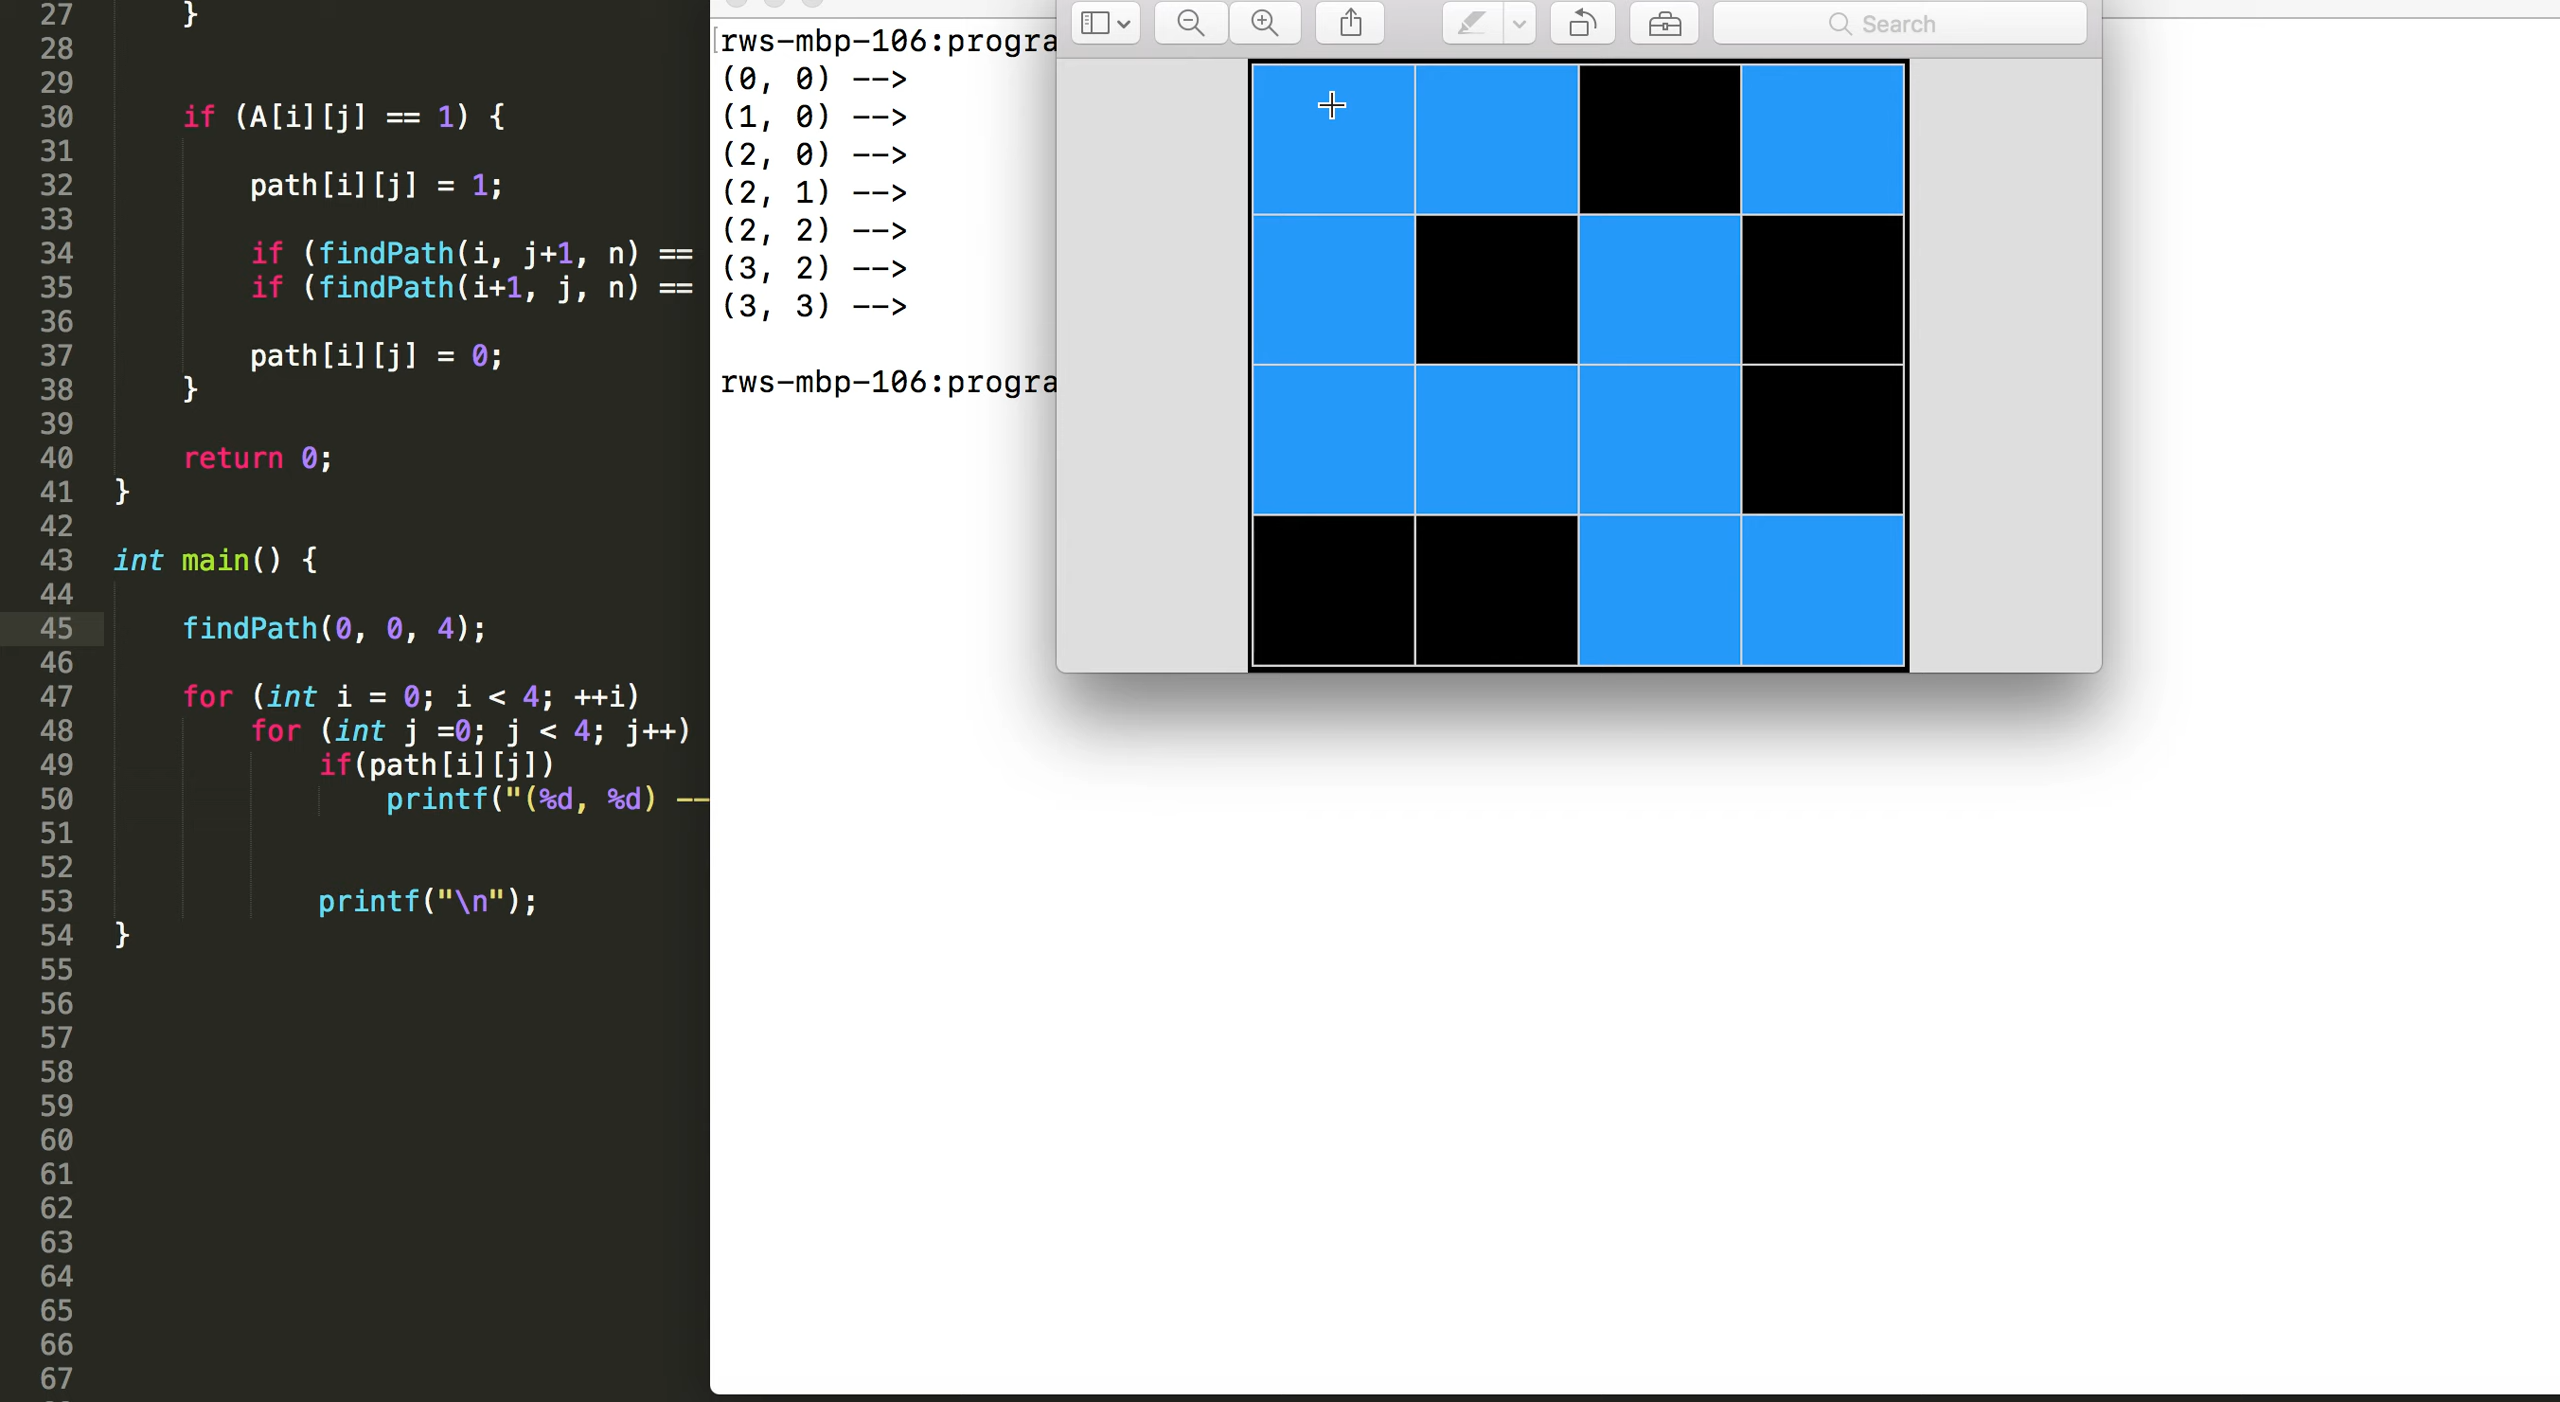 27 }
28
29
30 if (A[i][j] == 1) {
31
32 path[i][j] = 1;
33
34 if (findPath(i, j+1, n) ==
35 if (findPath(i+1, j, n) ==
36
37 path[i][j] = 0;
38 }
39
40 return 0;
41 }
42
43 int main() {
44
45 findPath(0, 0, 4);
46
47 for (int i = 0; i < 4; ++i)
48 for (int j =0; j < 4; j++)
49 if(path[i][j])
50 printf("(%d, %d) --
51
52
53 printf("\n");
54 }
55
56
57
58
59
60
61
62
63
64
65
66
67
[rws-mbp-106:progra
(0, 0) -->
(1, 0) -->
(2, 0) -->
(2, 1) -->
(2, 2) -->
(3, 2) -->
(3, 3) -->
rws-mbp-106:progra
Search